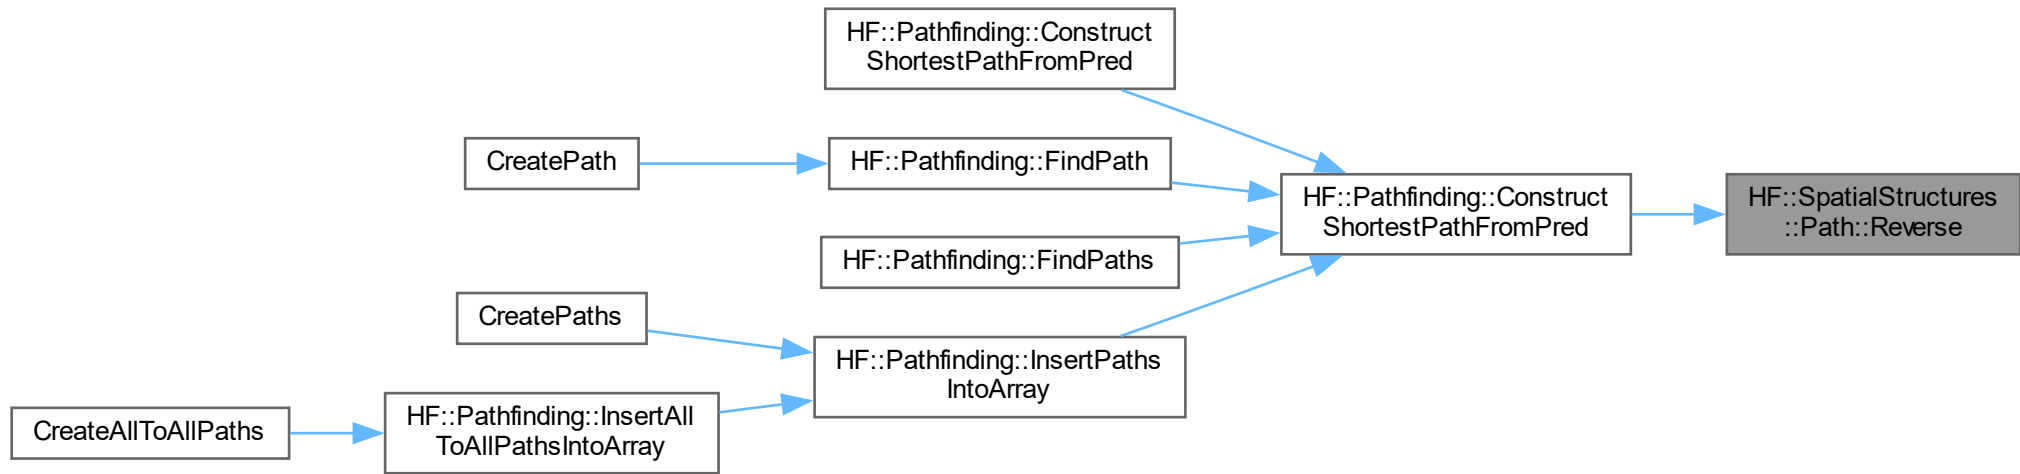 HF::Pathfinding::Construct
ShortestPathFromPred
CreatePath
HF::Pathfinding::FindPath
HF::Pathfinding::Construct
ShortestPathFromPred
HF::SpatialStructures
::Path::Reverse
HF::Pathfinding::FindPaths
CreatePaths
HF::Pathfinding::InsertPaths
IntoArray
CreateAllToAllPaths
HF::Pathfinding::InsertAll
ToAllPathsIntoArray